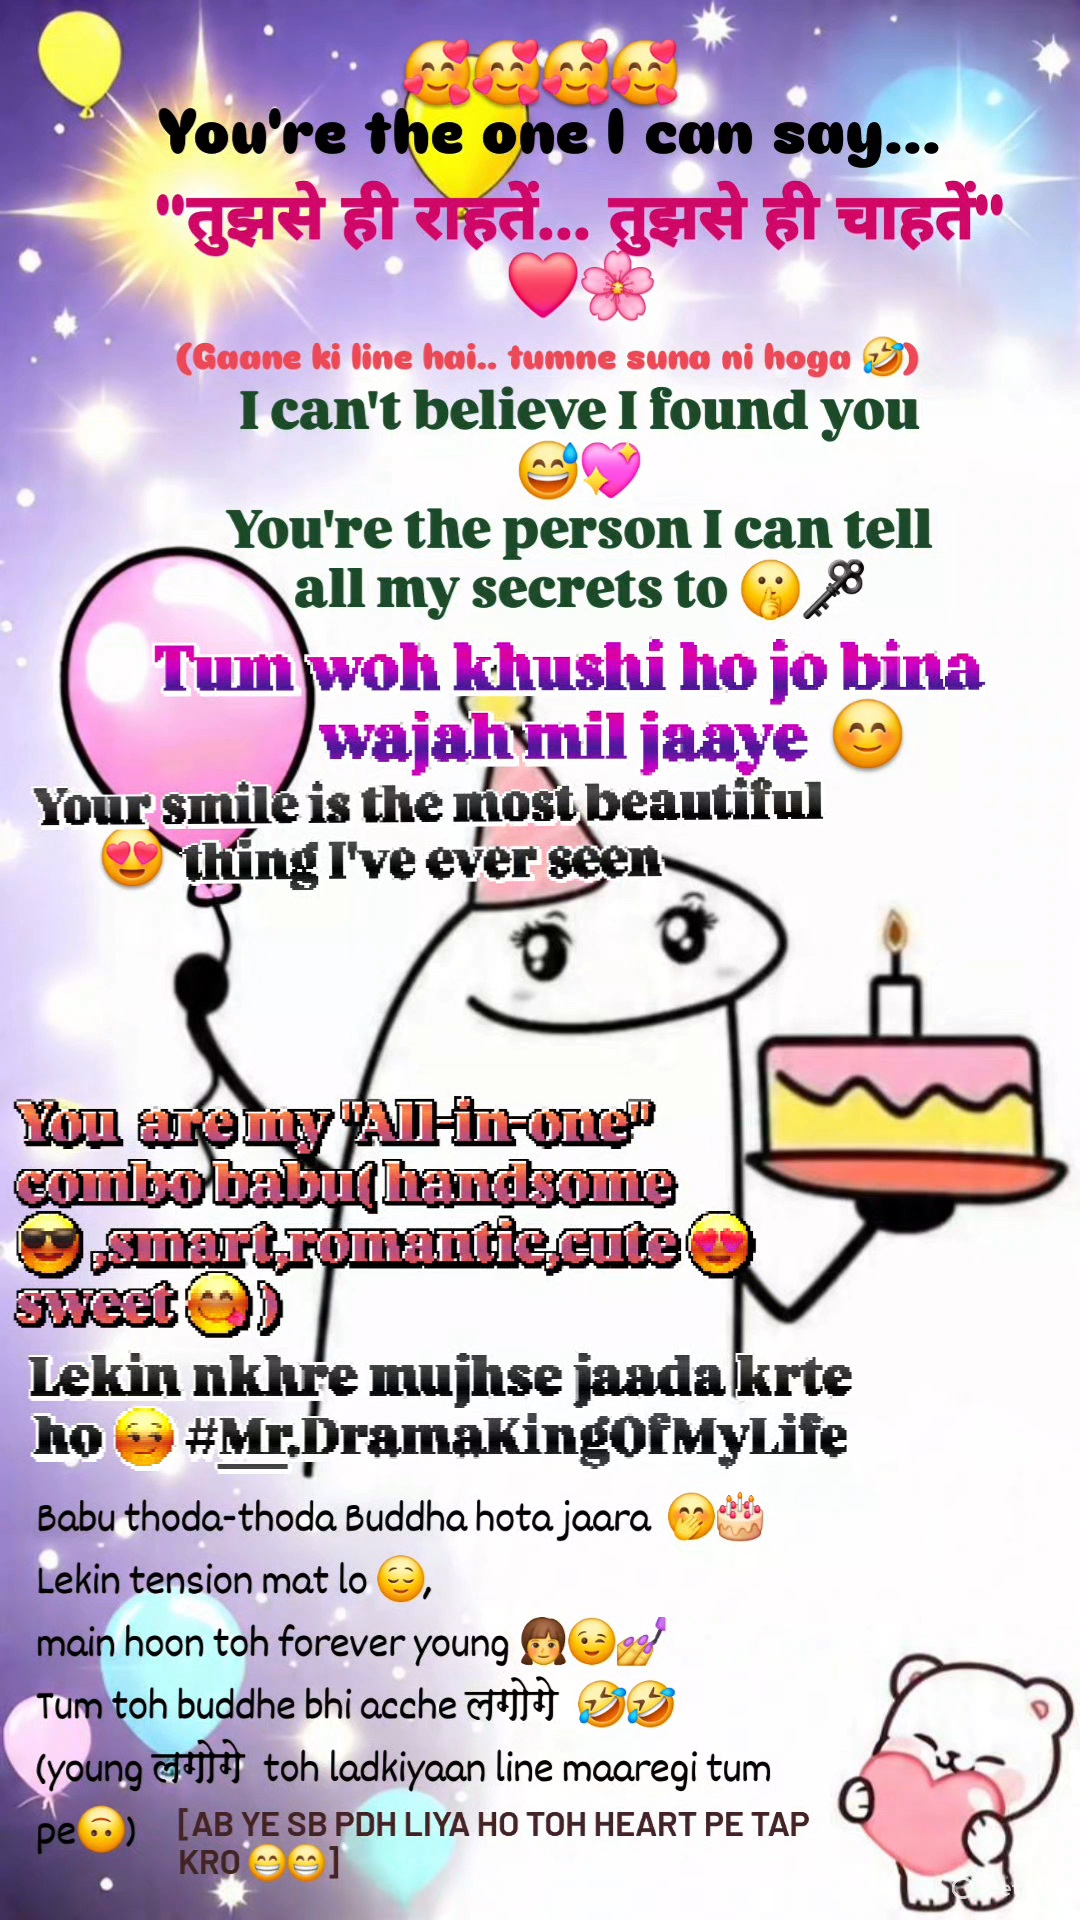 🥰🥰🥰🥰
You're the one I can say...
"तुझसे ही राहतें... तुझसे ही चाहतें"
❤️🌸
(Gaane ki line hai.. tumne suna ni hoga 🤣)
I can't believe I found you
😅💖
You're the person I can tell
all my secrets to 🤫🗝️
Tum woh khushi ho jo bina
wajah mil jaaye 😊
Your smile is the most beautiful
😍 thing I've ever seen
You are my "All-in-one"
combo babu( handsome
😎 ,smart,romantic,cute 😍
sweet 😋 )
Lekin nkhre mujhse jaada krte
ho 😏 #Mr.DramaKingOfMyLife
Babu thoda-thoda Buddha hota jaara 🤭🎂
Lekin tension mat lo 😌,
main hoon toh forever young 👧😉💅
Tum toh buddhe bhi acche लगोगे 🤣🤣
(young लगोगे toh ladkiyaan line maaregi tum
pe🙃)
[AB YE SB PDH LIYA HO TOH HEART PE TAP
KRO 😁😁]